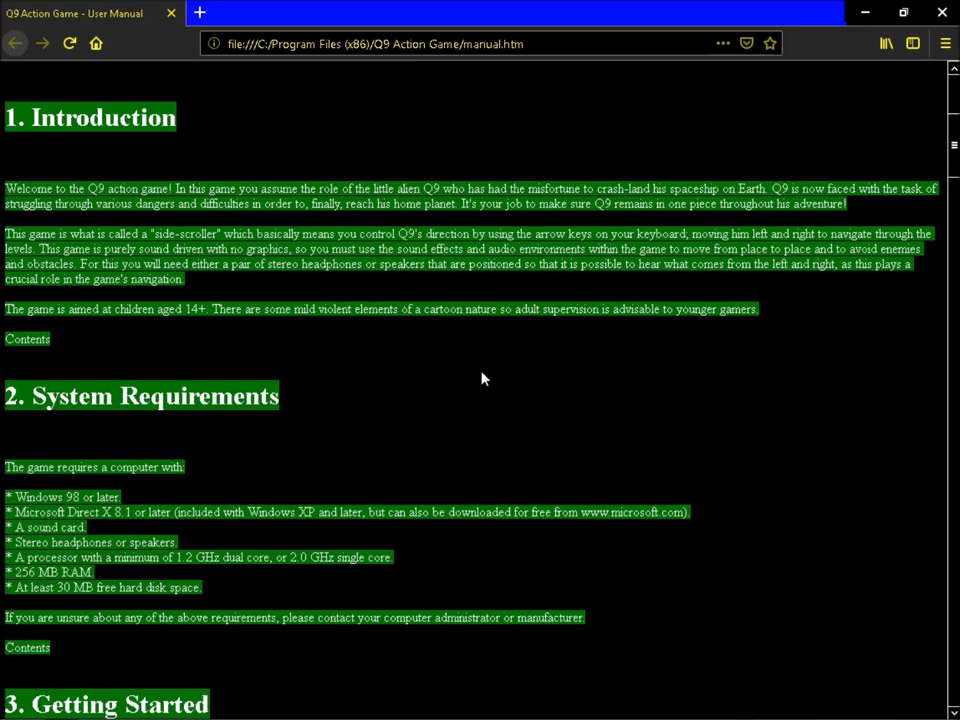 Q9 Action Game - User Manual
file:///C:/Program Files (x86)/Q9 Action Game/manual.htm
1. Introduction
Welcome to the Q9 action game! In this game you assume the role of the little alien Q9 who has had the misfortune to crash-land his spaceship on Earth. Q9 is now faced with the task of
struggling through various dangers and difficulties in order to, finally, reach his home planet. It's your job to make sure Q9 remains in one piece throughout his adventure!
This game is what is called a "side-scroller" which basically means you control Q9's direction by using the arrow keys on your keyboard; moving him left and right to navigate through the
levels. This game is purely sound driven with no graphics, so you must use the sound effects and audio environments within the game to move from place to place and to avoid enemies
and obstacles. For this you will need either a pair of stereo headphones or speakers that are positioned so that it is possible to hear what comes from the left and right, as this plays a
crucial role in the game's navigation.
The game is aimed at children aged 14+. There are some mild violent elements of a cartoon nature so adult supervision is advisable to younger gamers.
Contents
2. System Requirements
The game requires a computer with:
* Windows 98 or later.
* Microsoft Direct X 8.1 or later (included with Windows XP and later, but can also be downloaded for free from www.microsoft.com).
* A sound card.
* Stereo headphones or speakers.
* A processor with a minimum of 1.2 GHz dual core, or 2.0 GHz single core.
* 256 MB RAM.
* At least 30 MB free hard disk space.
If you are unsure about any of the above requirements, please contact your computer administrator or manufacturer.
Contents
3. Getting Started